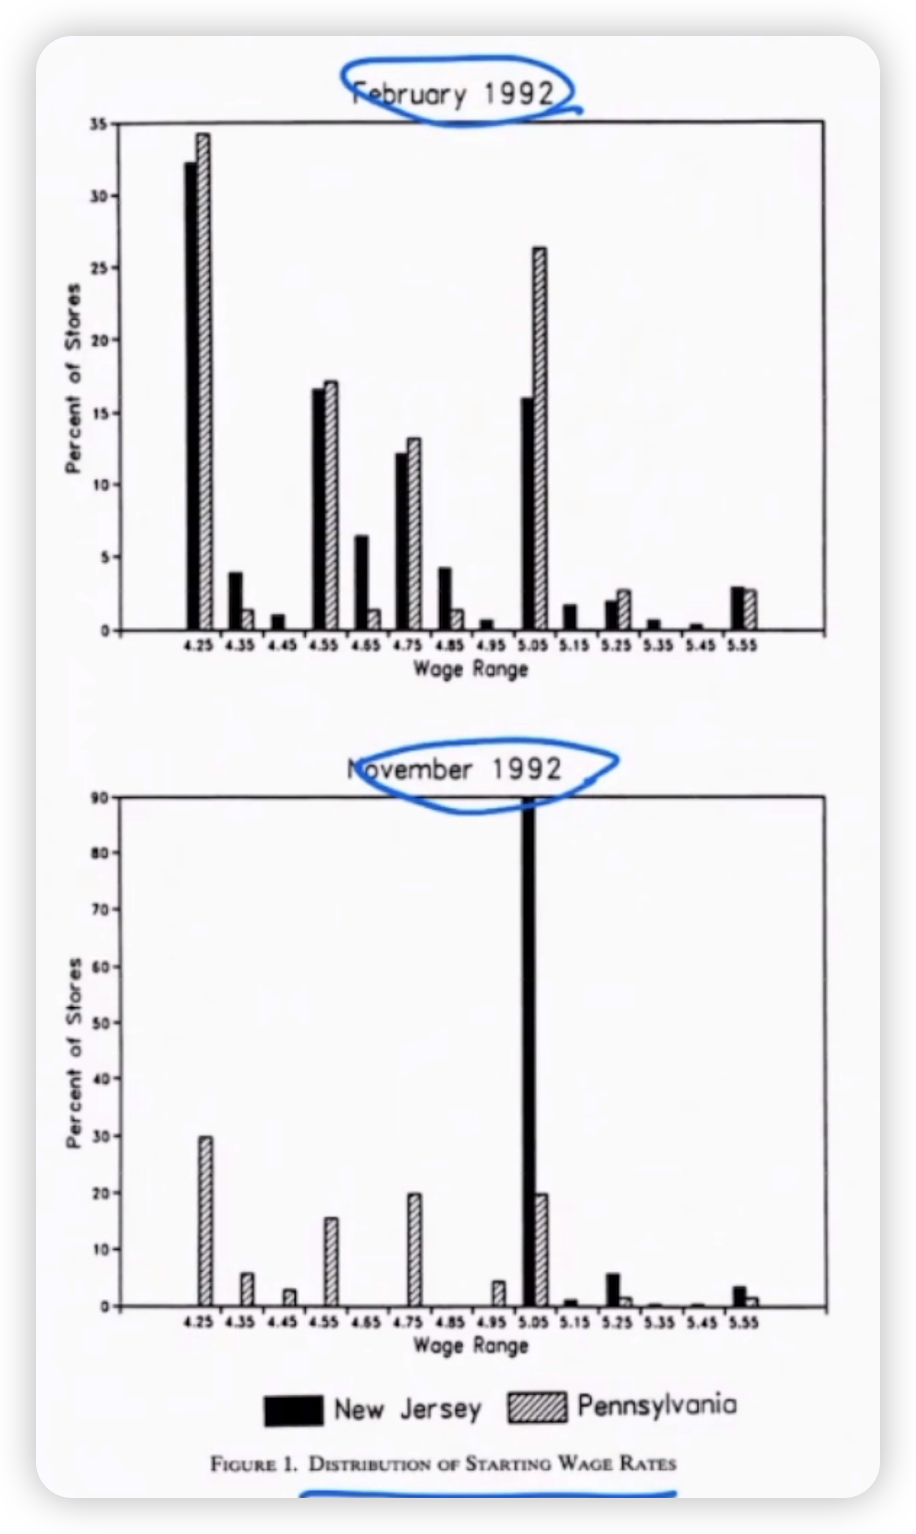 February 1992
35
30
25
20
15
10
5
0
Percent of Stores
4.25 4.35 4.45 4.55 4.65 4.75 4.85 4.95 5.05 5.15 5.25 5.35 5.45 5.55
Wage Range
November 1992
90
80
70
60
50
40
30
20
10
0
Percent of Stores
4.25 4.35 4.45 4.55 4.65 4.75 4.85 4.95 5.05 5.15 5.25 5.35 5.45 5.55
Wage Range
New Jersey Pennsylvania
FIGURE 1. DISTRIBUTION OF STARTING WAGE RATES